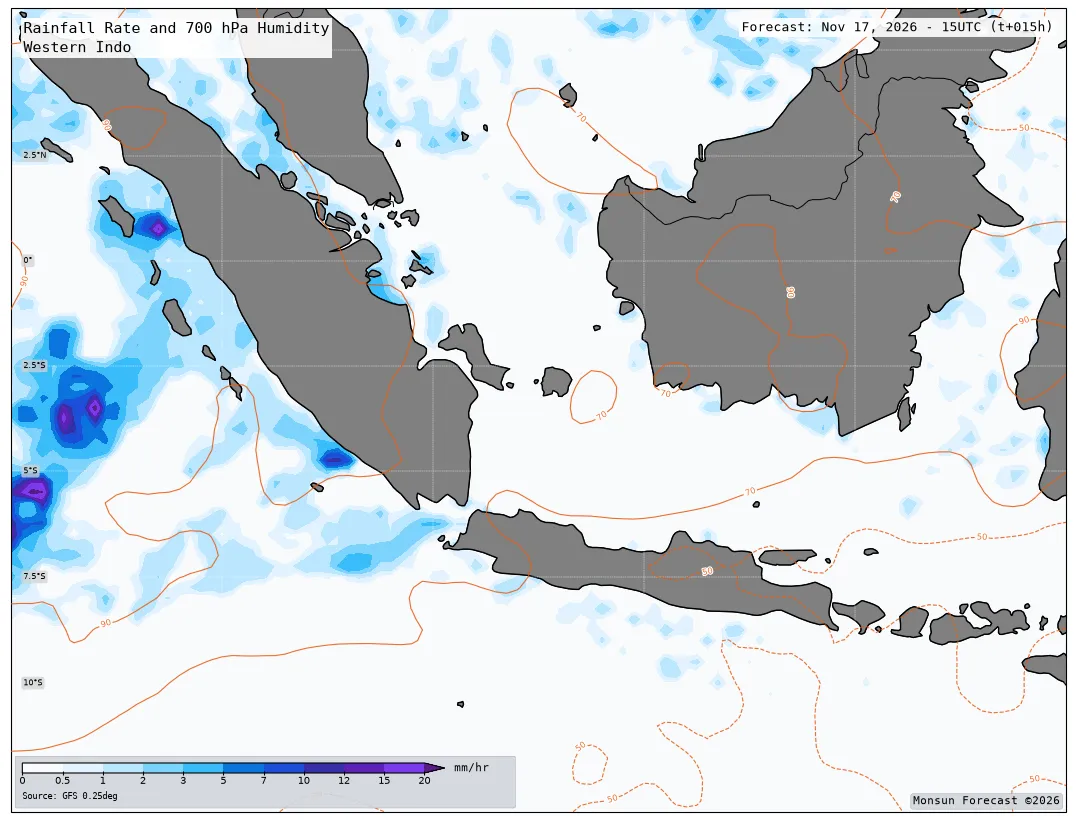 Rainfall Rate and 700 hPa Humidity
Western Indo
Forecast: Nov 17, 2026 - 15UTC (t+015h)
90
70
50
2.5°N
70
0°
90
90
90
2.5°S
70
70
5°S
70
50
50
7.5°S
90
10°S
50
50
50
mm/hr
0 0.5 1 2 3 5 7 10 12 15 20
Source: GFS 0.25deg
Monsun Forecast ©2026